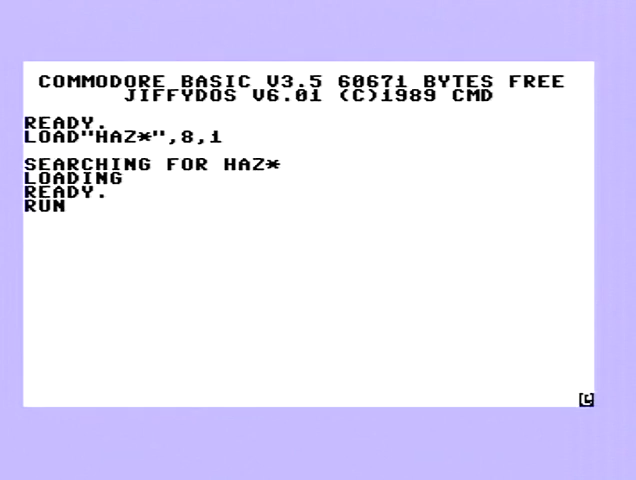 COMMODORE BASIC V3.5 60671 BYTES FREE
JIFFYDOS V6.01 (C)1989 CMD
READY.
LOAD"HAZ*",8,1
SEARCHING FOR HAZ*
LOADING
READY.
RUN